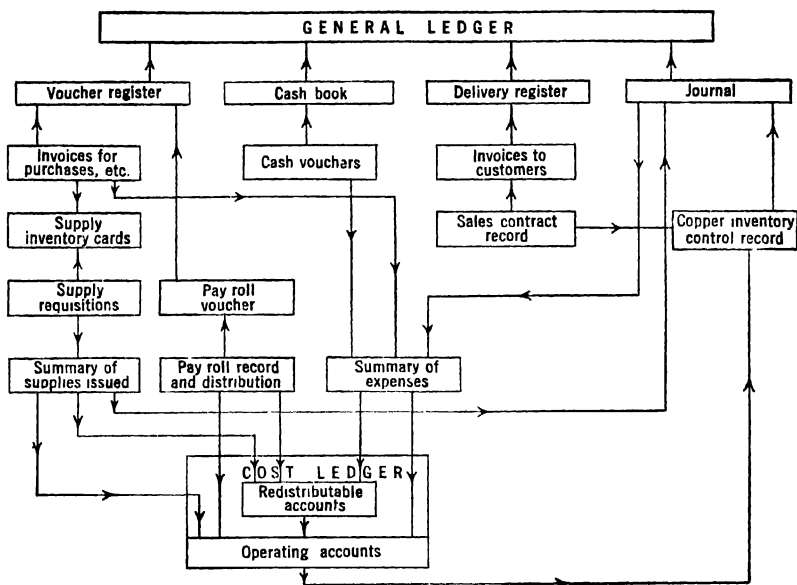 GENERAL LEDGER
Voucher register
Cash book
Delivery register
Journal
Invoices for
purchases, etc.
Cash vouchers
Invoices to
customers
Supply
inventory cards
Sales contract
record
Copper inventory
control record
Supply
requisitions
Pay roll
voucher
Summary of
supplies issued
Pay roll record
and distribution
Summary of
expenses
COST LEDGER
Redistributable
accounts
Operating accounts